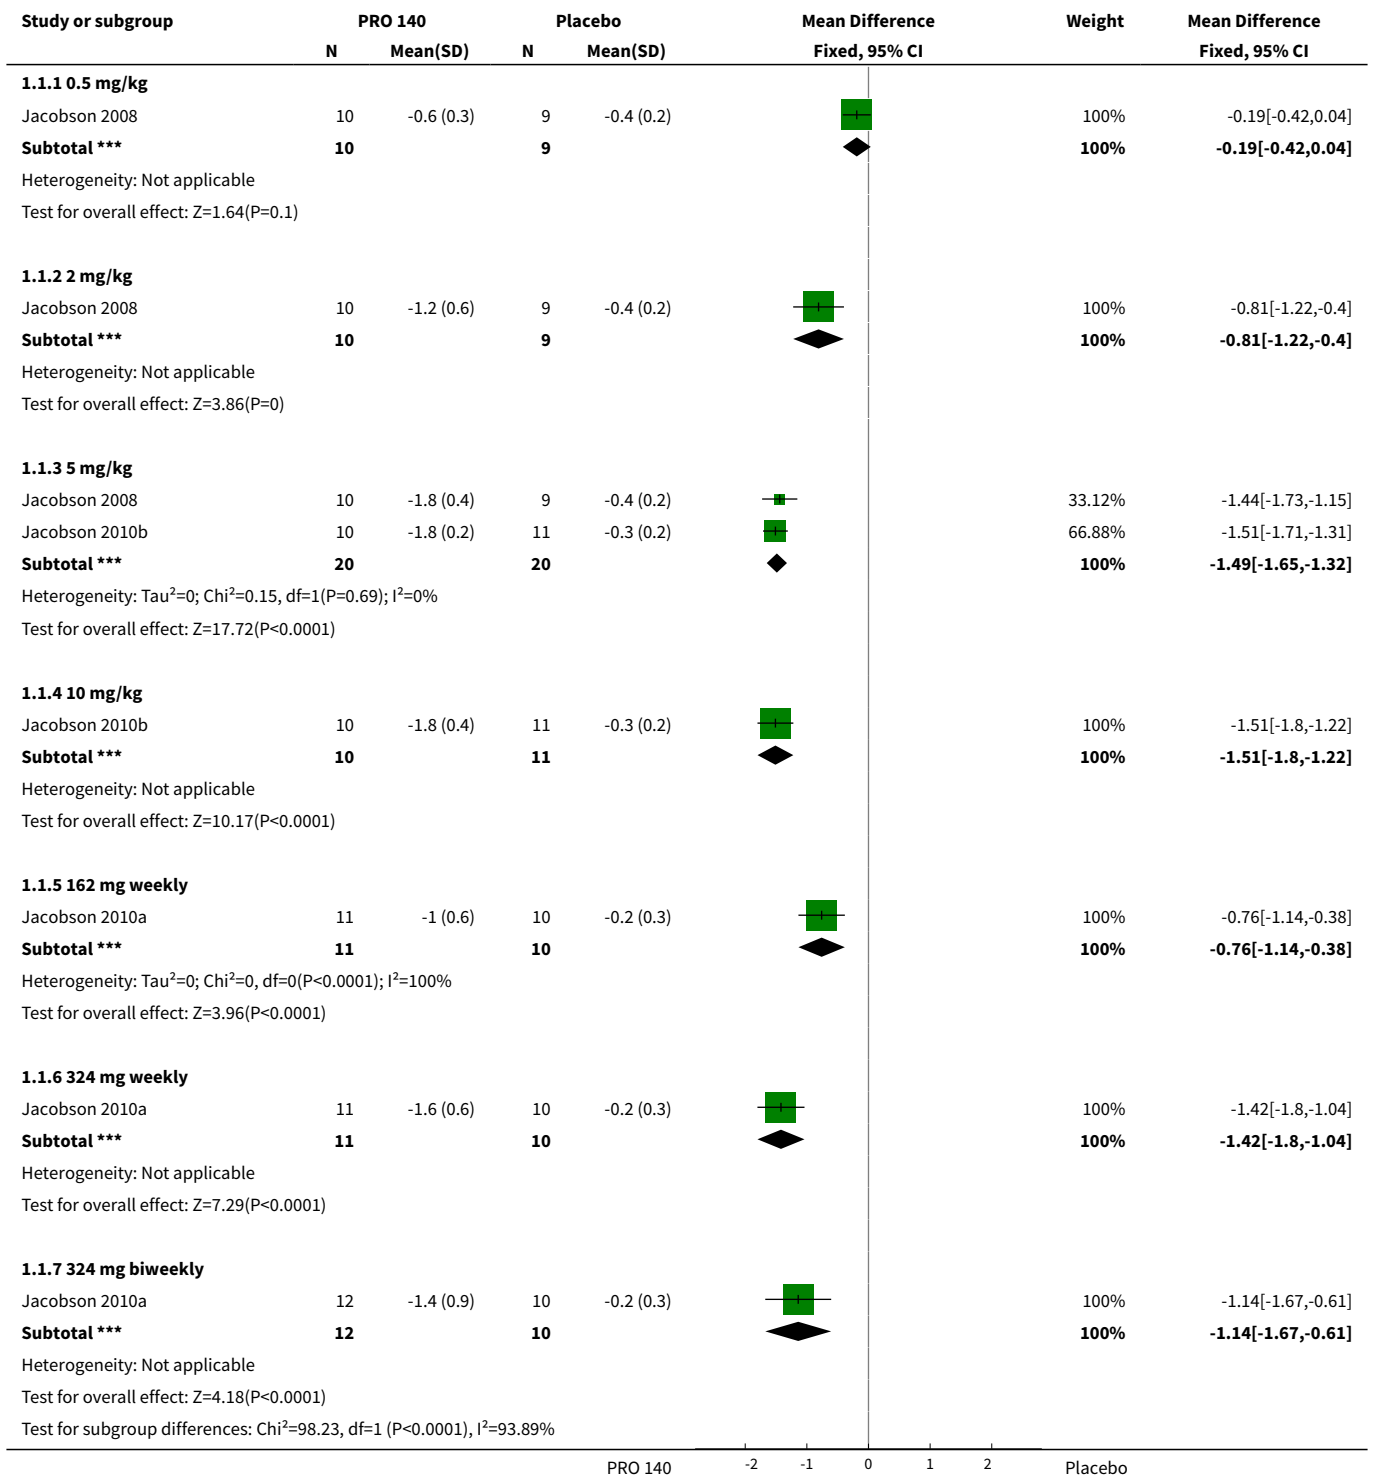 Study or subgroup PRO 140 Placebo Mean Difference Weight Mean Difference
N Mean(SD) N Mean(SD) Fixed, 95% CI Fixed, 95% CI
1.1.1 0.5 mg/kg
Jacobson 2008 10 -0.6 (0.3) 9 -0.4 (0.2) 100% -0.19[-0.42,0.04]
Subtotal *** 10 9 100% -0.19[-0.42,0.04]
Heterogeneity: Not applicable
Test for overall effect: Z=1.64(P=0.1)
1.1.2 2 mg/kg
Jacobson 2008 10 -1.2 (0.6) 9 -0.4 (0.2) 100% -0.81[-1.22,-0.4]
Subtotal *** 10 9 100% -0.81[-1.22,-0.4]
Heterogeneity: Not applicable
Test for overall effect: Z=3.86(P=0)
1.1.3 5 mg/kg
Jacobson 2008 10 -1.8 (0.4) 9 -0.4 (0.2) 33.12% -1.44[-1.73,-1.15]
Jacobson 2010b 10 -1.8 (0.2) 11 -0.3 (0.2) 66.88% -1.51[-1.71,-1.31]
Subtotal *** 20 20 100% -1.49[-1.65,-1.32]
Heterogeneity: Tau²=0; Chi²=0.15, df=1(P=0.69); I²=0%
Test for overall effect: Z=17.72(P<0.0001)
1.1.4 10 mg/kg
Jacobson 2010b 10 -1.8 (0.4) 11 -0.3 (0.2) 100% -1.51[-1.8,-1.22]
Subtotal *** 10 11 100% -1.51[-1.8,-1.22]
Heterogeneity: Not applicable
Test for overall effect: Z=10.17(P<0.0001)
1.1.5 162 mg weekly
Jacobson 2010a 11 -1 (0.6) 10 -0.2 (0.3) 100% -0.76[-1.14,-0.38]
Subtotal *** 11 10 100% -0.76[-1.14,-0.38]
Heterogeneity: Tau²=0; Chi²=0, df=0(P<0.0001); I²=100%
Test for overall effect: Z=3.96(P<0.0001)
1.1.6 324 mg weekly
Jacobson 2010a 11 -1.6 (0.6) 10 -0.2 (0.3) 100% -1.42[-1.8,-1.04]
Subtotal *** 11 10 100% -1.42[-1.8,-1.04]
Heterogeneity: Not applicable
Test for overall effect: Z=7.29(P<0.0001)
1.1.7 324 mg biweekly
Jacobson 2010a 12 -1.4 (0.9) 10 -0.2 (0.3) 100% -1.14[-1.67,-0.61]
Subtotal *** 12 10 100% -1.14[-1.67,-0.61]
Heterogeneity: Not applicable
Test for overall effect: Z=4.18(P<0.0001)
Test for subgroup differences: Chi²=98.23, df=1 (P<0.0001), I²=93.89%
PRO 140 -2 -1 0 1 2 Placebo